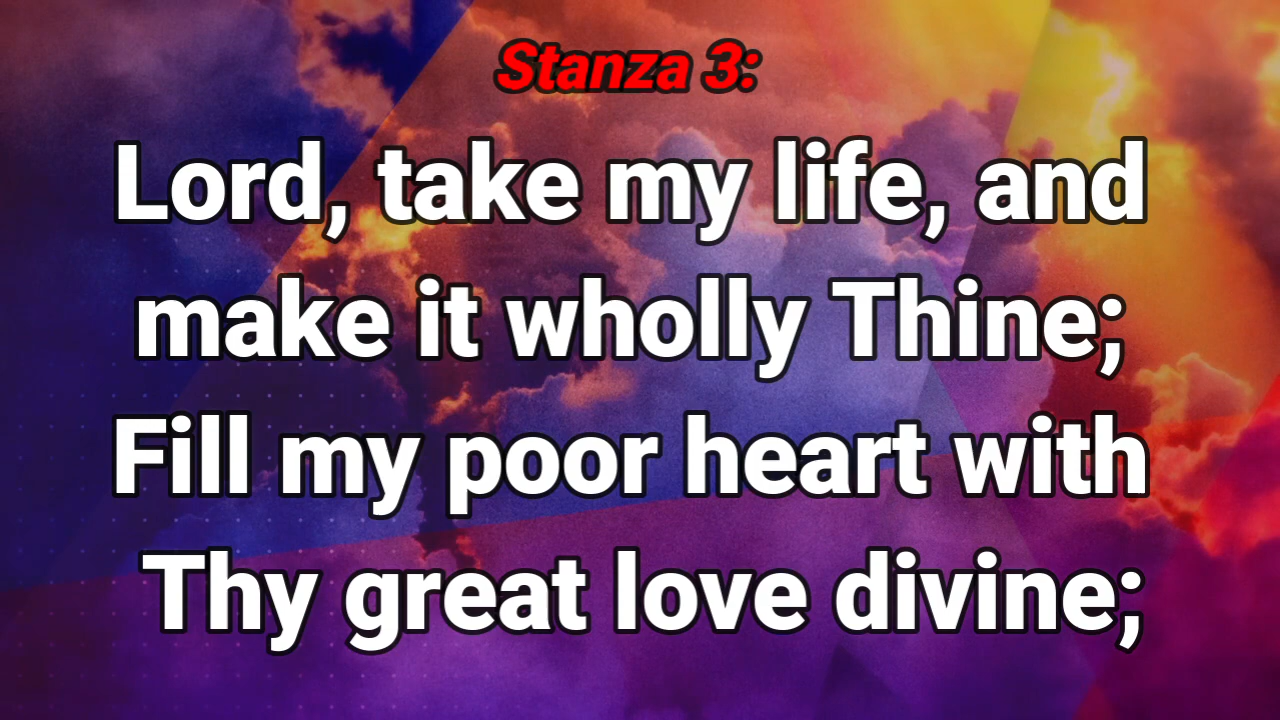 Stanza 3:
Lord, take my life, and
make it wholly Thine;
Fill my poor heart with
Thy great love divine;